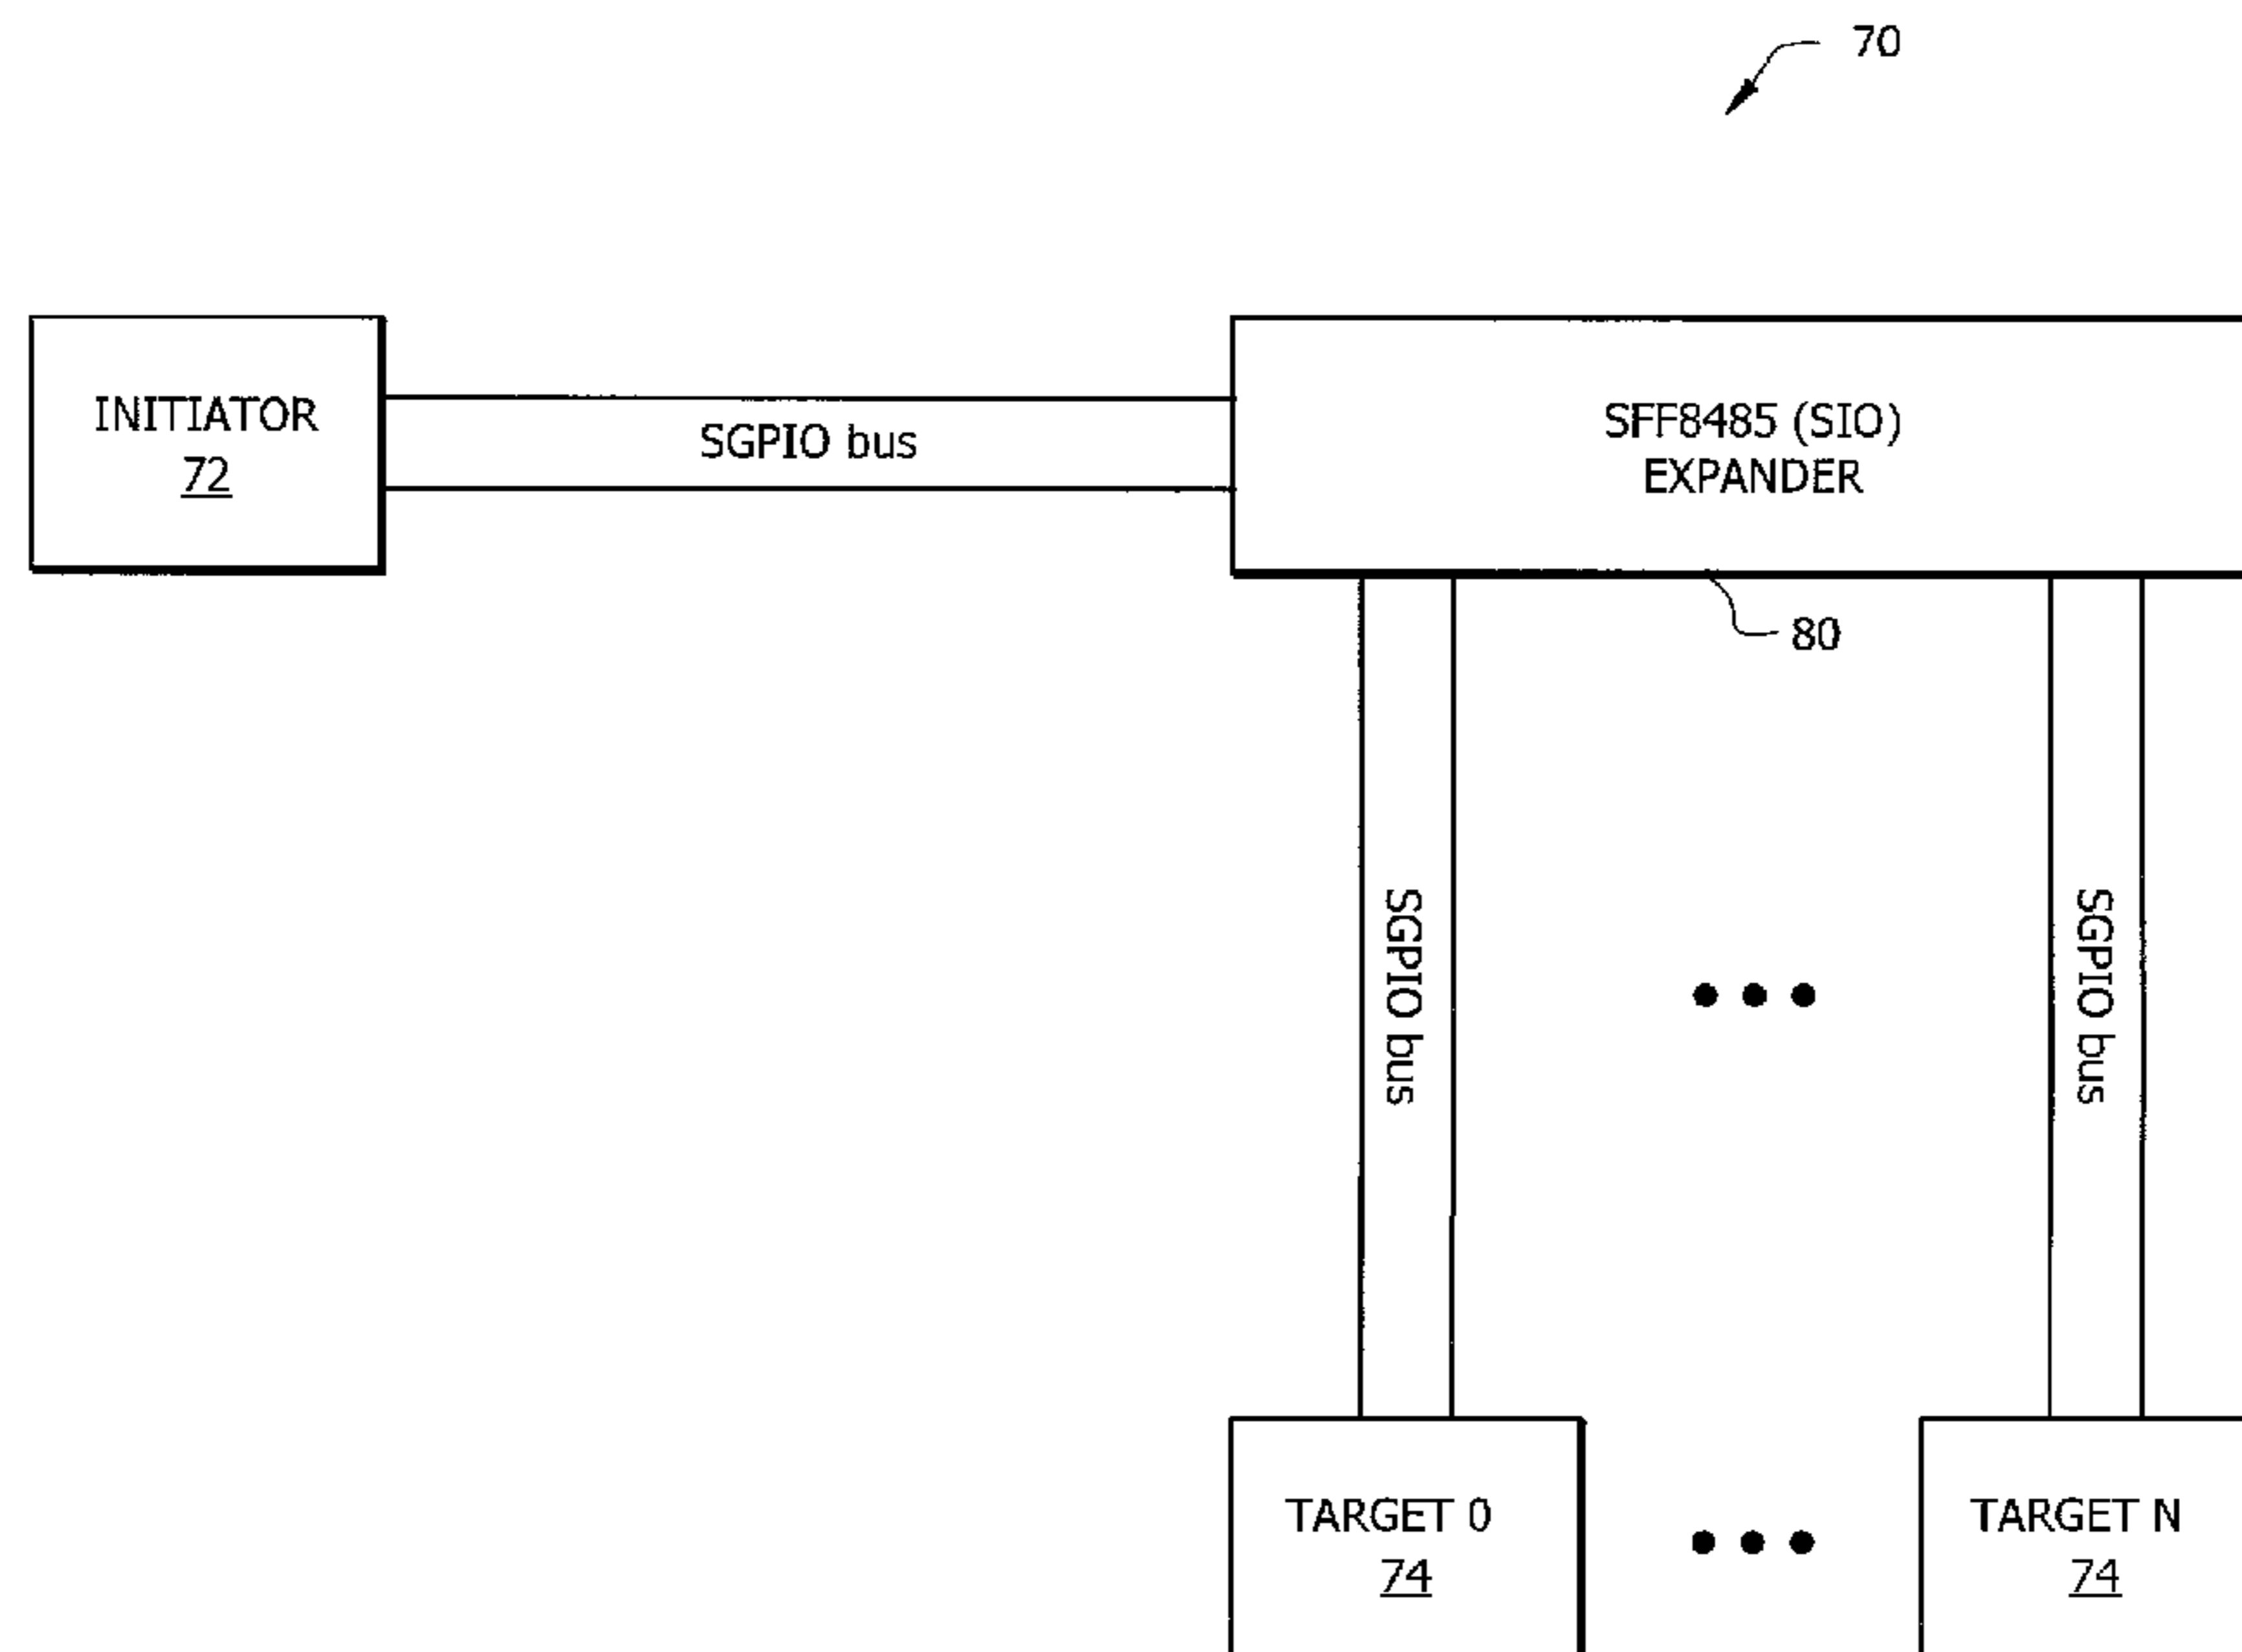 70
INITIATOR
72
SGPIO bus
SFF8485 (SIO)
EXPANDER
80
SGPIO bus
SGPIO bus
TARGET 0
74
TARGET N
74